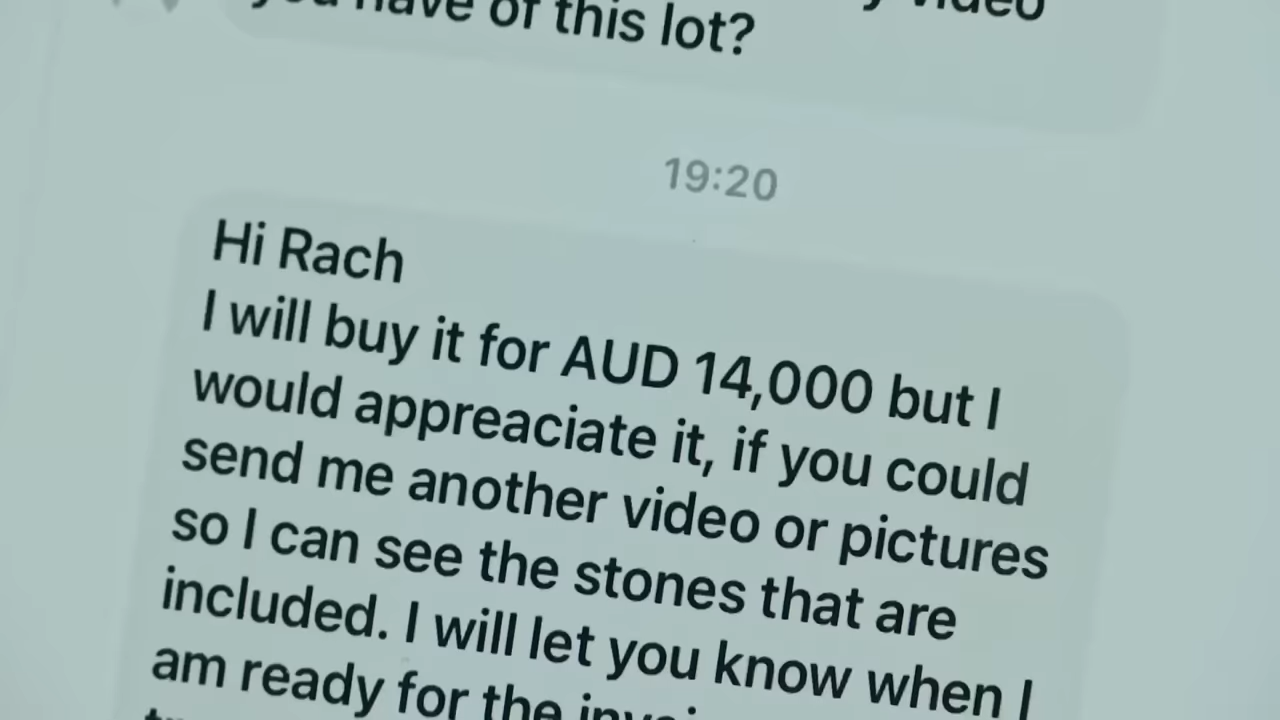 have of this lot?
19:20
Hi Rach
I will buy it for AUD 14,000 but I
would appreaciate it, if you could
send me another video or pictures
so I can see the stones that are
included. I will let you know when I
am ready for the